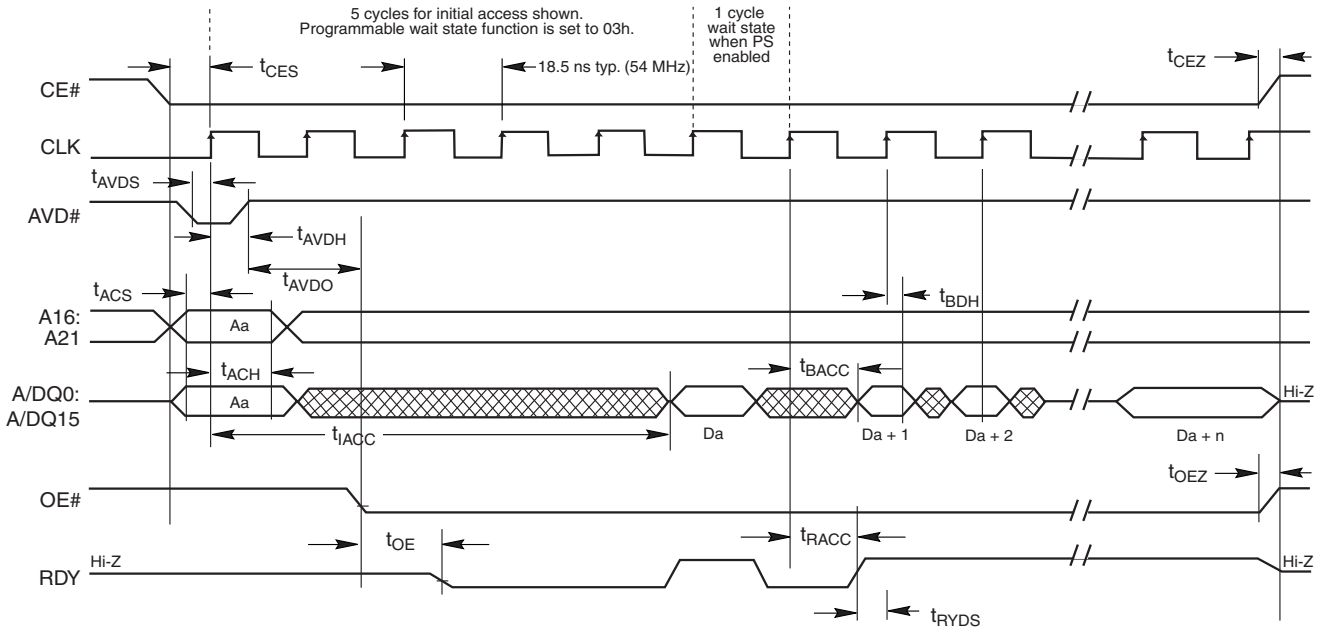 5 cycles for initial access shown.
Programmable wait state function is set to 03h.
1 cycle
wait state
when PS
enabled
tCES
18.5 ns typ. (54 MHz)
tCEZ
CE#
CLK
tAVDS
AVD#
tAVDH
tAVDO
tACS
tBDH
A16:
A21
Aa
tACH
tBACC
A/DQ0:
A/DQ15
Aa
Hi-Z
tIACC
Da
Da + 1
Da + 2
Da + n
tOEZ
OE#
tOE
tRACC
Hi-Z
Hi-Z
RDY
tRYDS